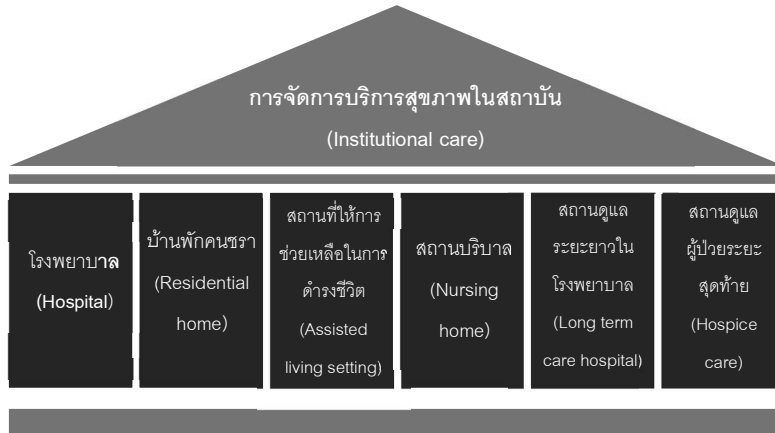 การจัดการบริการสุขภาพในสถาบัน
(Institutional care)
โรงพยาบาล
(Hospital)
บ้านพักคนชรา
(Residential
home)
สถานที่ให้การ
ช่วยเหลือในการ
ดำรงชีวิต
(Assisted
living setting)
สถานบริบาล
(Nursing
home)
สถานดูแล
ระยะยาวใน
โรงพยาบาล
(Long term
care hospital)
สถานดูแล
ผู้ป่วยระยะ
สุดท้าย
(Hospice
care)